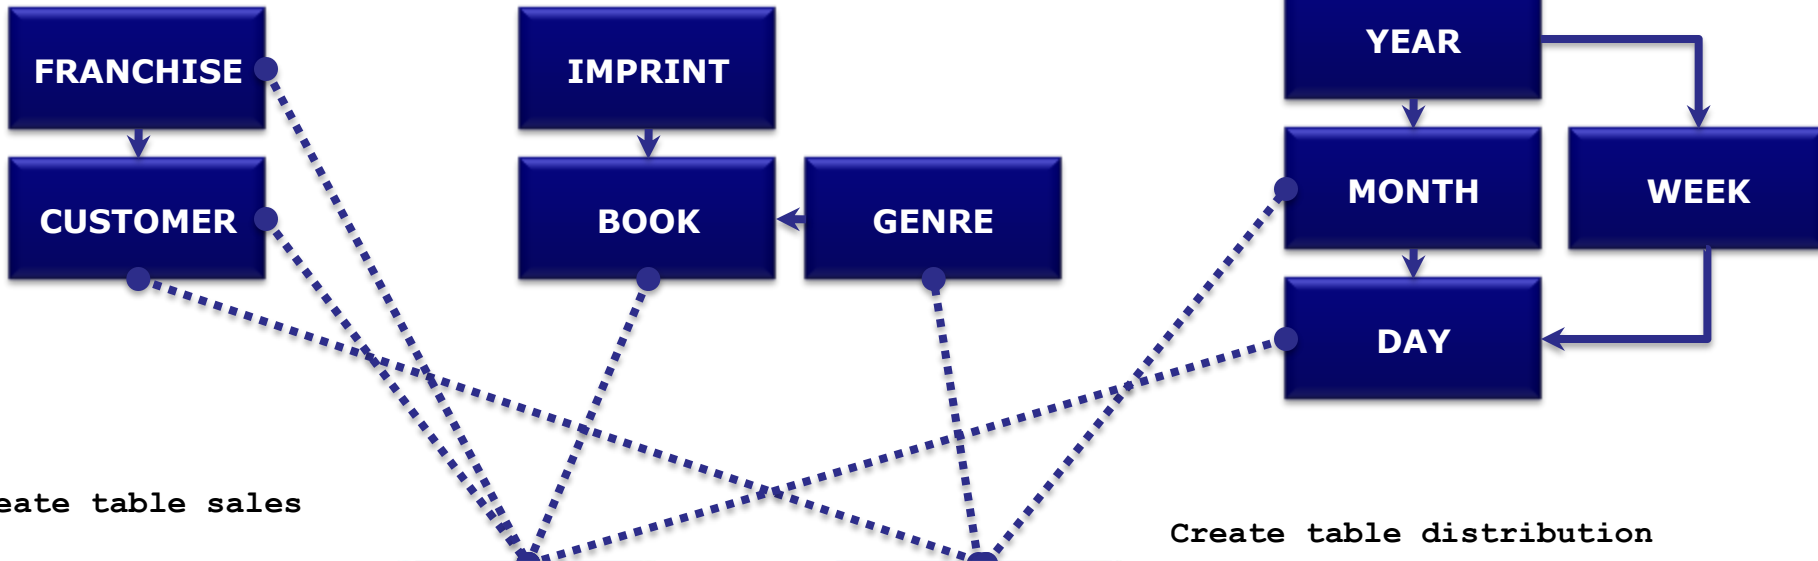 FRANCHISE
IMPRINT
YEAR
CUSTOMER
BOOK
GENRE
MONTH
WEEK
DAY
eate table sales
Create table distribution